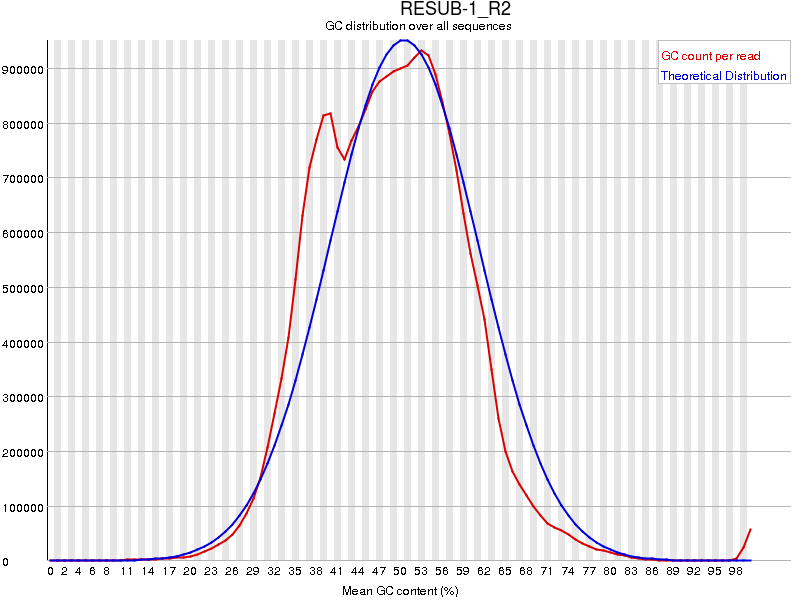 RESUB-1_R2
GC distribution over all sequences
GC count per read
Theoretical Distribution
900000
800000
700000
600000
500000
400000
300000
200000
100000
0
0 2 4 6 8 11 14 17 20 23 26 29 32 35 38 41 44 47 50 53 56 59 62 65 68 71 74 77 80 83 86 89 92 95 98
Mean GC content (%)